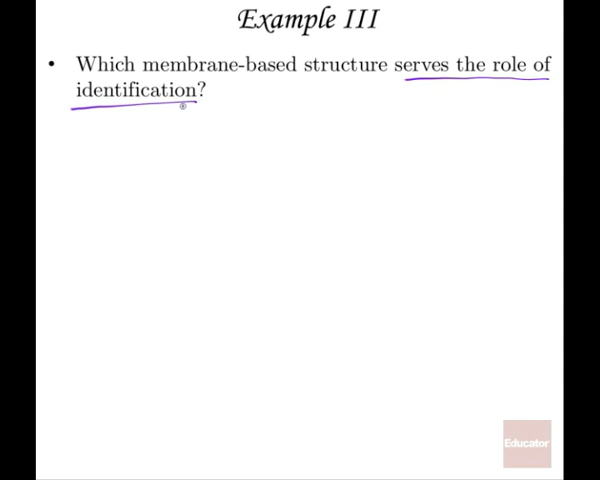 Example III
• Which membrane-based structure serves the role of
identification?
Educator